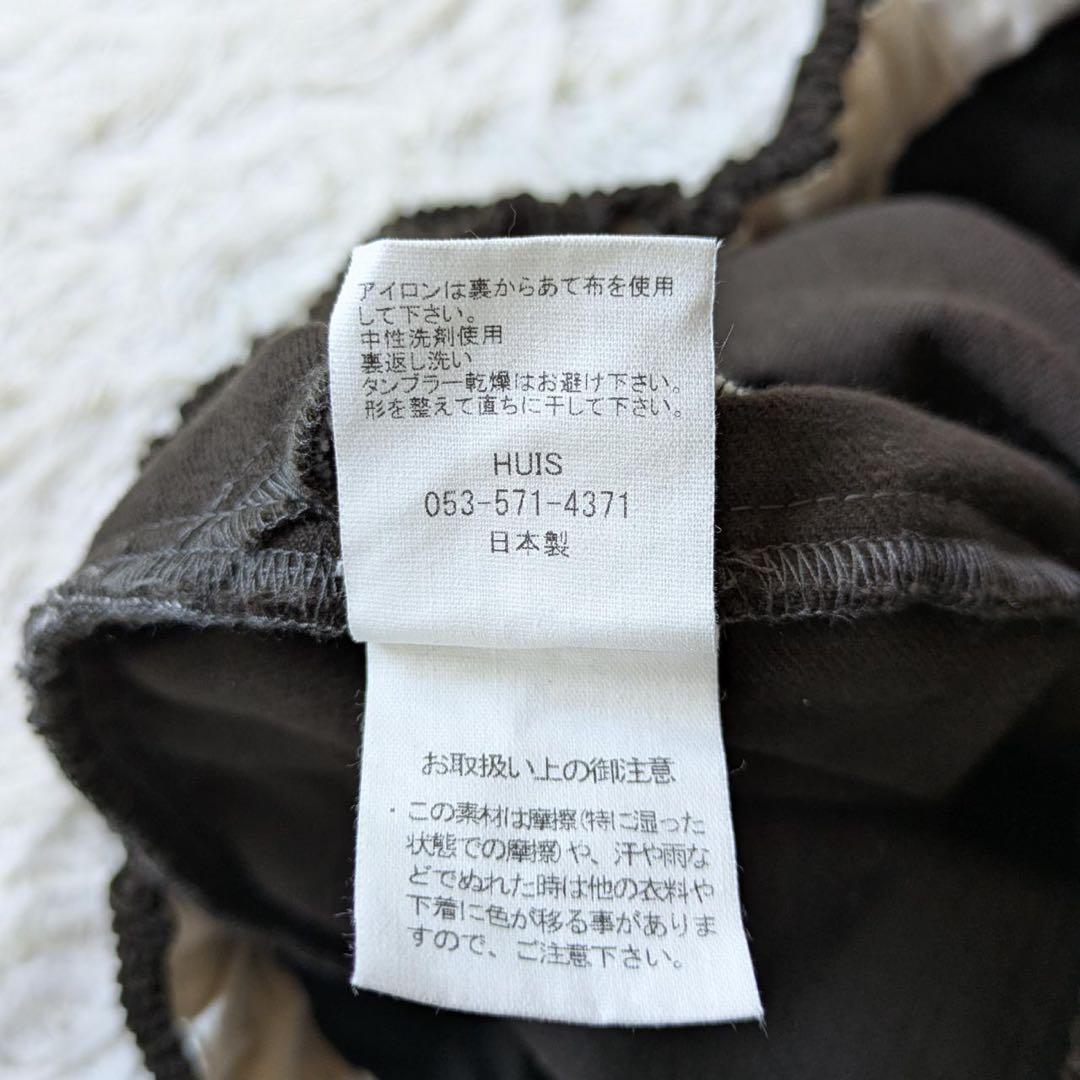 アイロンは裏からあて布を使用
して下さい。
中性洗剤使用
裏返し洗い
タンブラー乾燥はお避け下さい。
形を整えて直ちに干して下さい。
HUIS
053-571-4371
日本製
お取扱い上の御注意
・この素材は摩擦(特に湿った
状態での摩擦)や、汗や雨な
どでぬれた時は他の衣料や
下着に色が移る事がありま
すので、ご注意下さい。